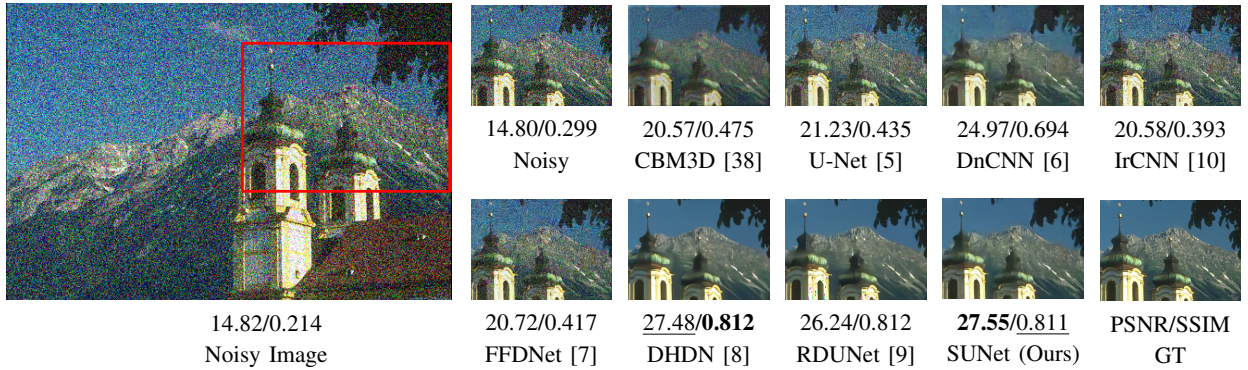 14.80/0.299 20.57/0.475 21.23/0.435 24.97/0.694 20.58/0.393
Noisy CBM3D [38] U-Net [5] DnCNN [6] IrCNN [10]
14.82/0.214 20.72/0.417 27.48/0.812 26.24/0.812 27.55/0.811 PSNR/SSIM
Noisy Image FFDNet [7] DHDN [8] RDUNet [9] SUNet (Ours) GT